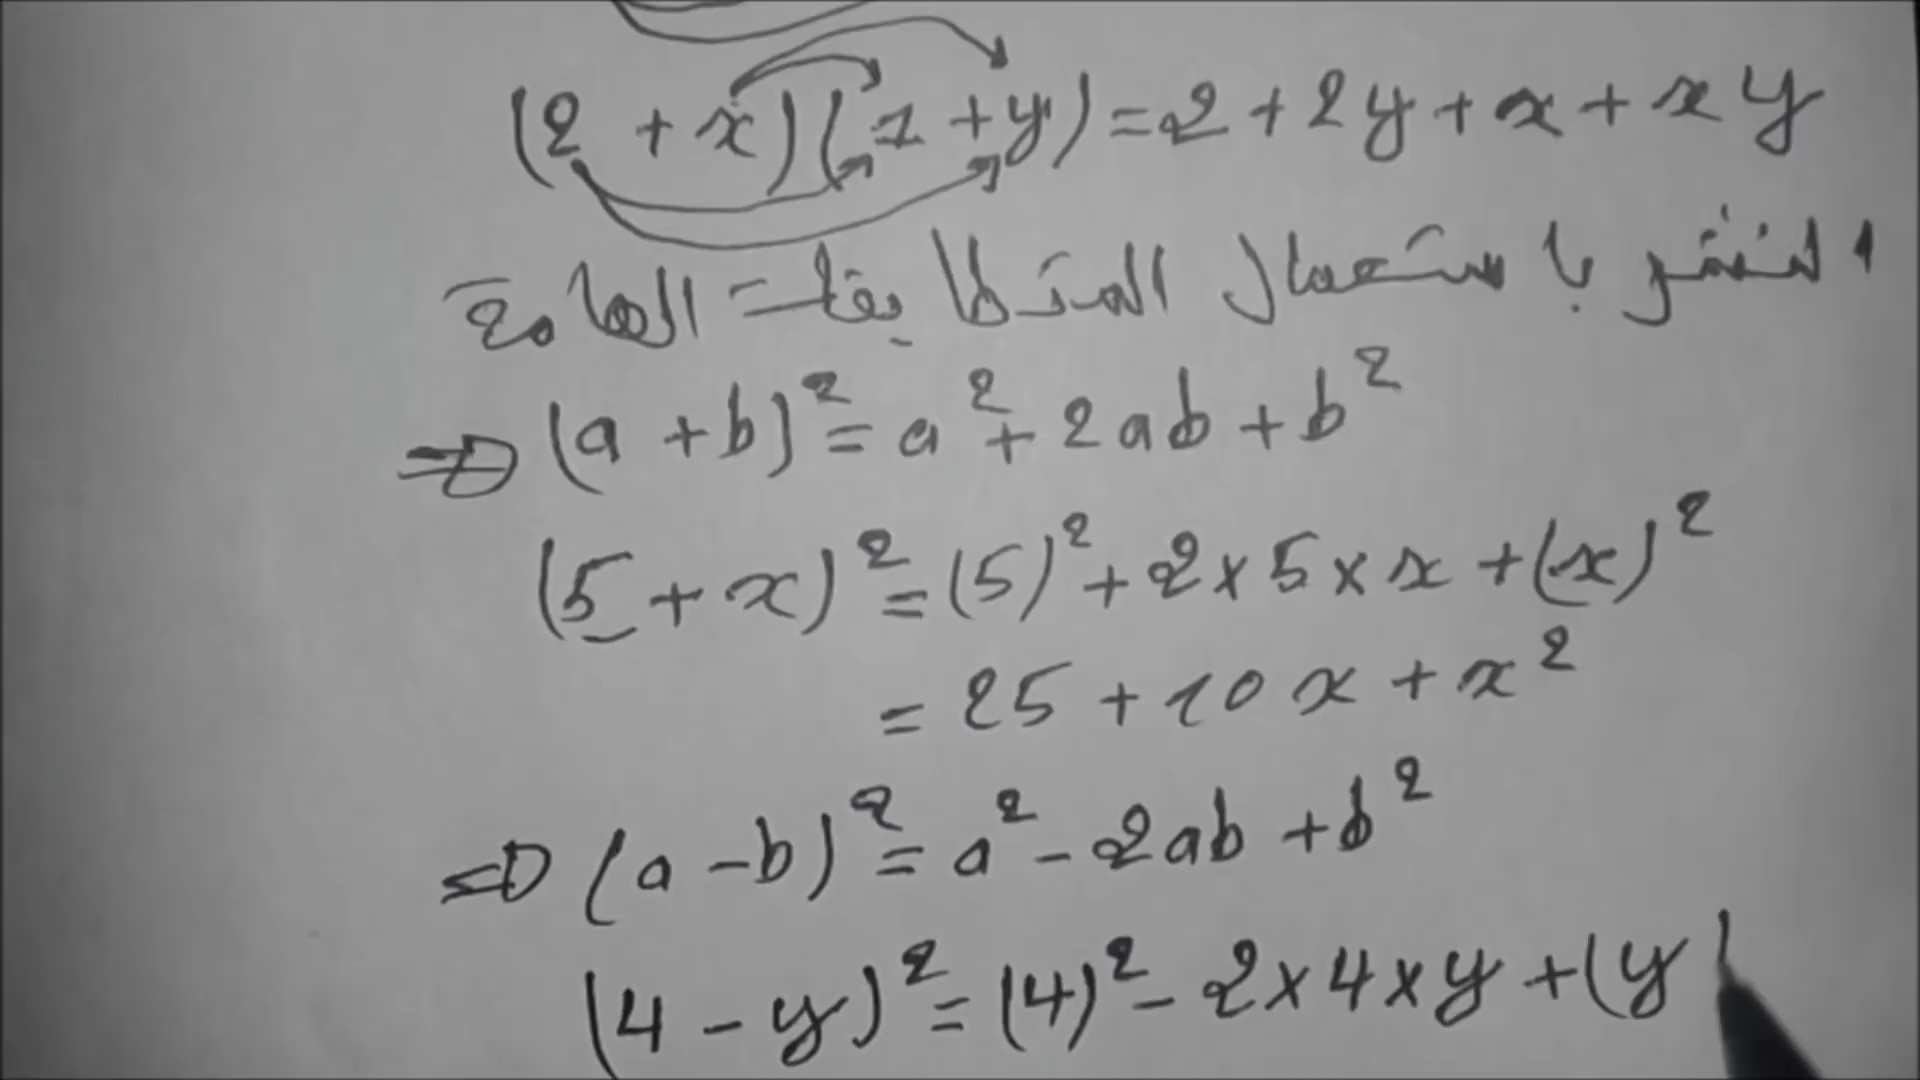 (2 + x)(1 + y) = 2 + 2y + x + xy
النشر باستعمال المتطابقات الهامة
⇒ (a + b)² = a² + 2ab + b²
(5 + x)² = (5)² + 2 × 5 × x + (x)²
= 25 + 10x + x²
⇒ (a - b)² = a² - 2ab + b²
(4 - y)² = (4)² - 2 × 4 × y + (y)